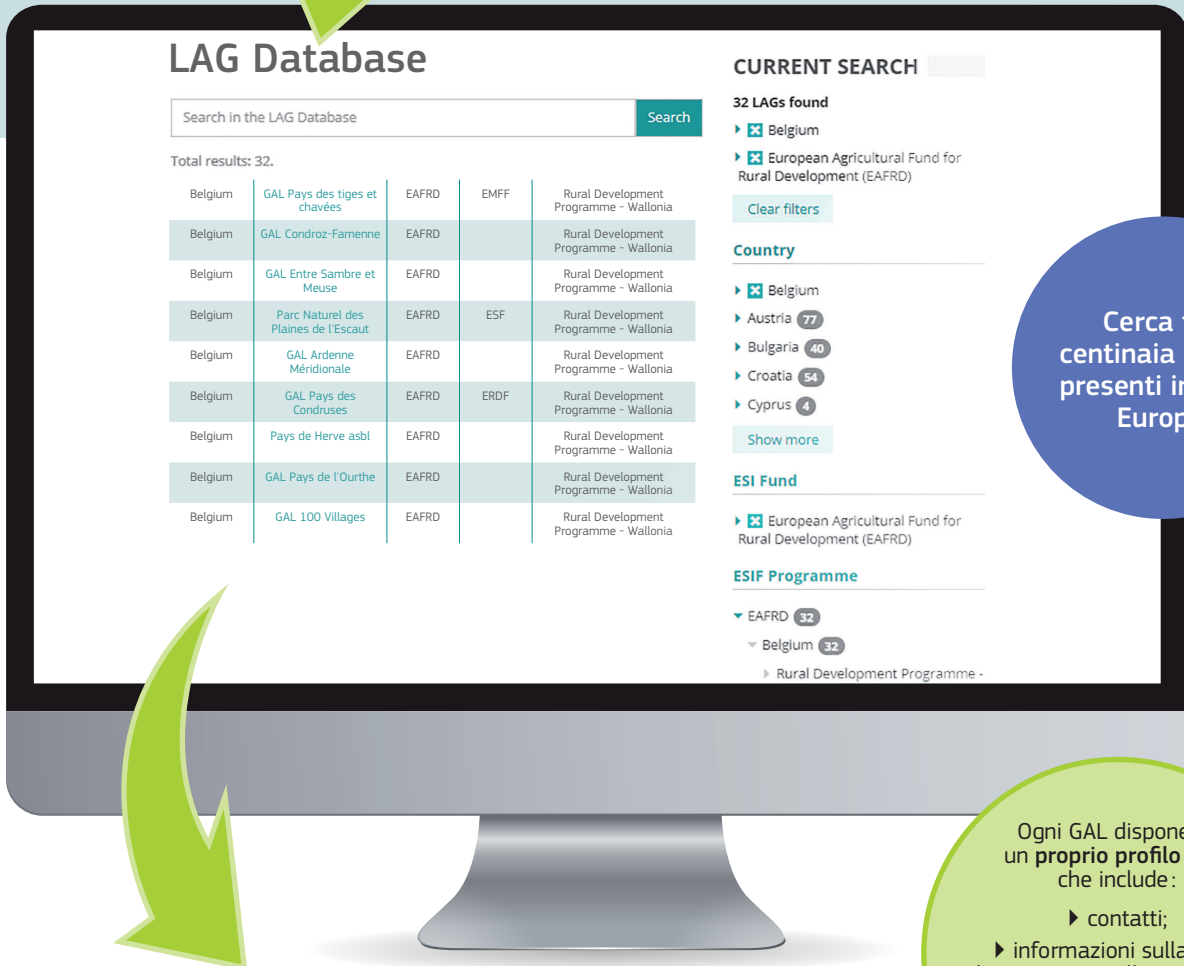 LAG Database
Search in the LAG Database
Search
Total results: 32.
Belgium GAL Pays des tiges et chavées EAFRD EMFF Rural Development Programme - Wallonia
Belgium GAL Condroz-Famenne EAFRD Rural Development Programme - Wallonia
Belgium GAL Entre Sambre et Meuse EAFRD Rural Development Programme - Wallonia
Belgium Parc Naturel des Plaines de l'Escaut EAFRD ESF Rural Development Programme - Wallonia
Belgium GAL Ardenne Méridionale EAFRD Rural Development Programme - Wallonia
Belgium GAL Pays des Condruses EAFRD ERDF Rural Development Programme - Wallonia
Belgium Pays de Herve asbl EAFRD Rural Development Programme - Wallonia
Belgium GAL Pays de l'Ourthe EAFRD Rural Development Programme - Wallonia
Belgium GAL 100 Villages EAFRD Rural Development Programme - Wallonia
CURRENT SEARCH
32 LAGs found
Belgium
European Agricultural Fund for
Rural Development (EAFRD)
Clear filters
Country
Belgium
Austria 77
Bulgaria 40
Croatia 54
Cyprus 4
Show more
ESI Fund
European Agricultural Fund for
Rural Development (EAFRD)
ESIF Programme
EAFRD 32
Belgium 32
Rural Development Programme -
Cerca
centinaia
presenti
Europ
Ogni GAL dispone
un proprio profilo
che include:
contatti;
informazioni sulla